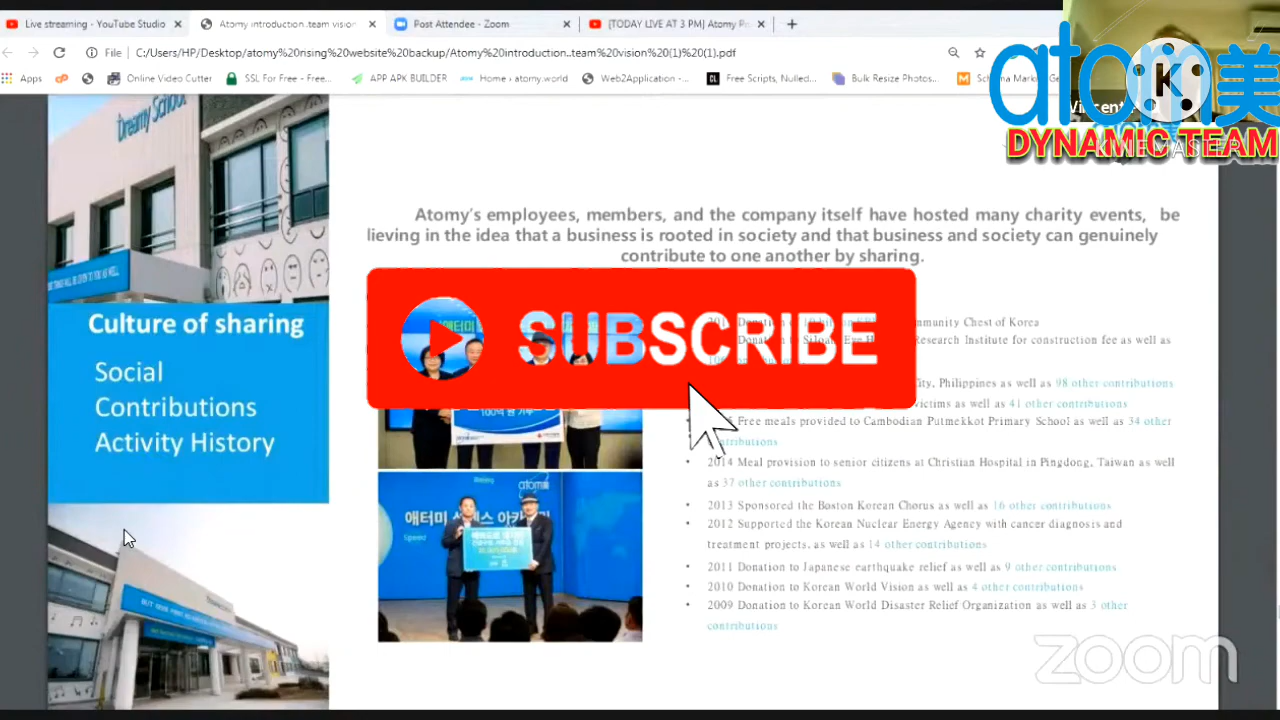 Live streaming - YouTube Studio
Atomy introduction .team vision
Post Attendee - Zoom
[TODAY LIVE AT 3 PM] Atomy P
File
C:/Users/HP/Desktop/atomy%20rising%20website%20backup/Atomy%20introduction..team%20vision%20(1)%20(1).pdf
Apps
Online Video Cutter
SSL For Free - Free...
APP APK BUILDER
Home › atomy.world
Web2Application -...
Free Scripts, Nulled...
Bulk Resize Photos...
atom美
K
Vincent
DYNAMIC TEAM
Dreamy School
Atomy's employees, members, and the company itself have hosted many charity events, be
lieving in the idea that a business is rooted in society and that business and society can genuinely
contribute to one another by sharing.
Culture of sharing
Social
Contributions
Activity History
SUBSCRIBE
Community Chest of Korea
Research Institute for construction fee as well as
City, Philippines as well as 98 other contributions
victims as well as 41 other contributions
Free meals provided to Cambodian Putmekkot Primary School as well as 34 other
contributions
2014 Meal provision to senior citizens at Christian Hospital in Pingdong, Taiwan as well
as 37 other contributions
2013 Sponsored the Boston Korean Chorus as well as 16 other contributions
2012 Supported the Korean Nuclear Energy Agency with cancer diagnosis and
treatment projects, as well as 14 other contributions
2011 Donation to Japanese earthquake relief as well as 9 other contributions
2010 Donation to Korean World Vision as well as 4 other contributions
2009 Donation to Korean World Disaster Relief Organization as well as 3 other
contributions
zoom